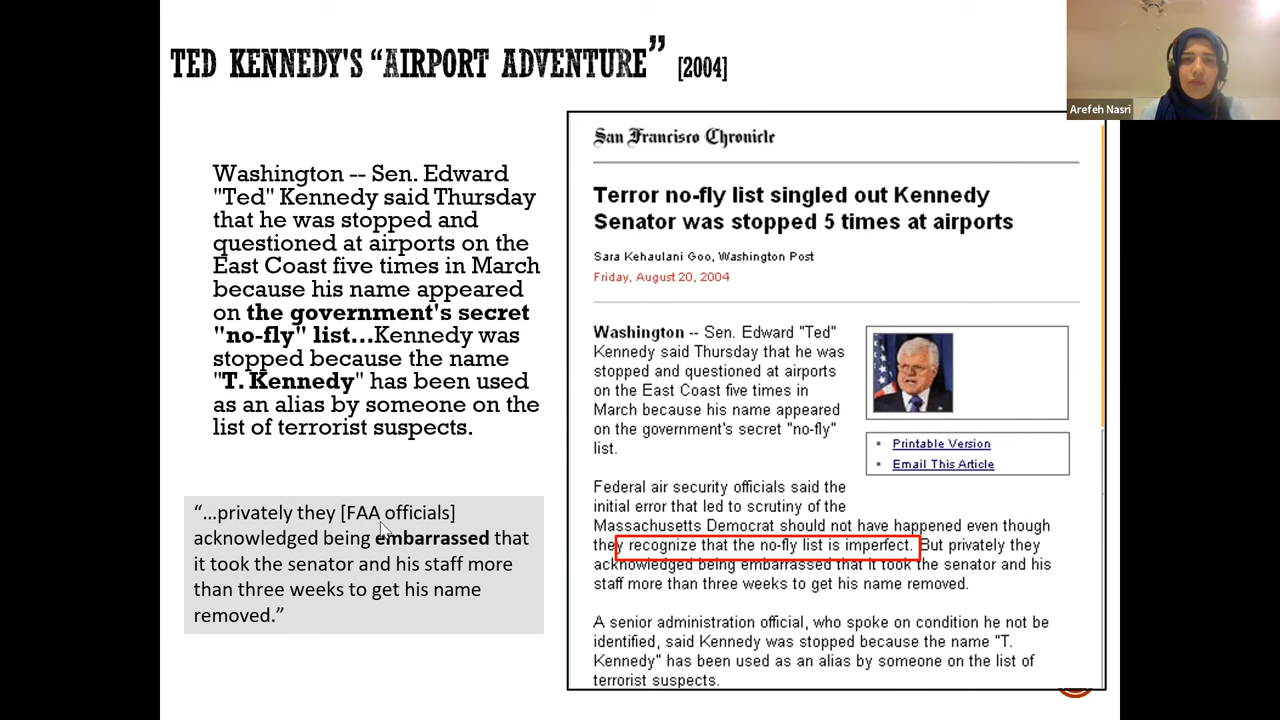 TED KENNEDY'S “AIRPORT ADVENTURE” [2004]
Arefeh Nasri
Washington -- Sen. Edward
"Ted" Kennedy said Thursday
that he was stopped and
questioned at airports on the
East Coast five times in March
because his name appeared
on the government's secret
"no-fly" list...Kennedy was
stopped because the name
"T. Kennedy" has been used
as an alias by someone on the
list of terrorist suspects.
“...privately they [FAA officials]
acknowledged being embarrassed that
it took the senator and his staff more
than three weeks to get his name
removed.”
San Francisco Chronicle
Terror no-fly list singled out Kennedy
Senator was stopped 5 times at airports
Sara Kehaulani Goo, Washington Post
Friday, August 20, 2004
Washington -- Sen. Edward "Ted"
Kennedy said Thursday that he was
stopped and questioned at airports
on the East Coast five times in
March because his name appeared
on the government's secret "no-fly"
list.
Printable Version
Email This Article
Federal air security officials said the
initial error that led to scrutiny of the
Massachusetts Democrat should not have happened even though
they recognize that the no-fly list is imperfect. But privately they
acknowledged being embarrassed that it took the senator and his
staff more than three weeks to get his name removed.
A senior administration official, who spoke on condition he not be
identified, said Kennedy was stopped because the name "T.
Kennedy" has been used as an alias by someone on the list of
terrorist suspects.